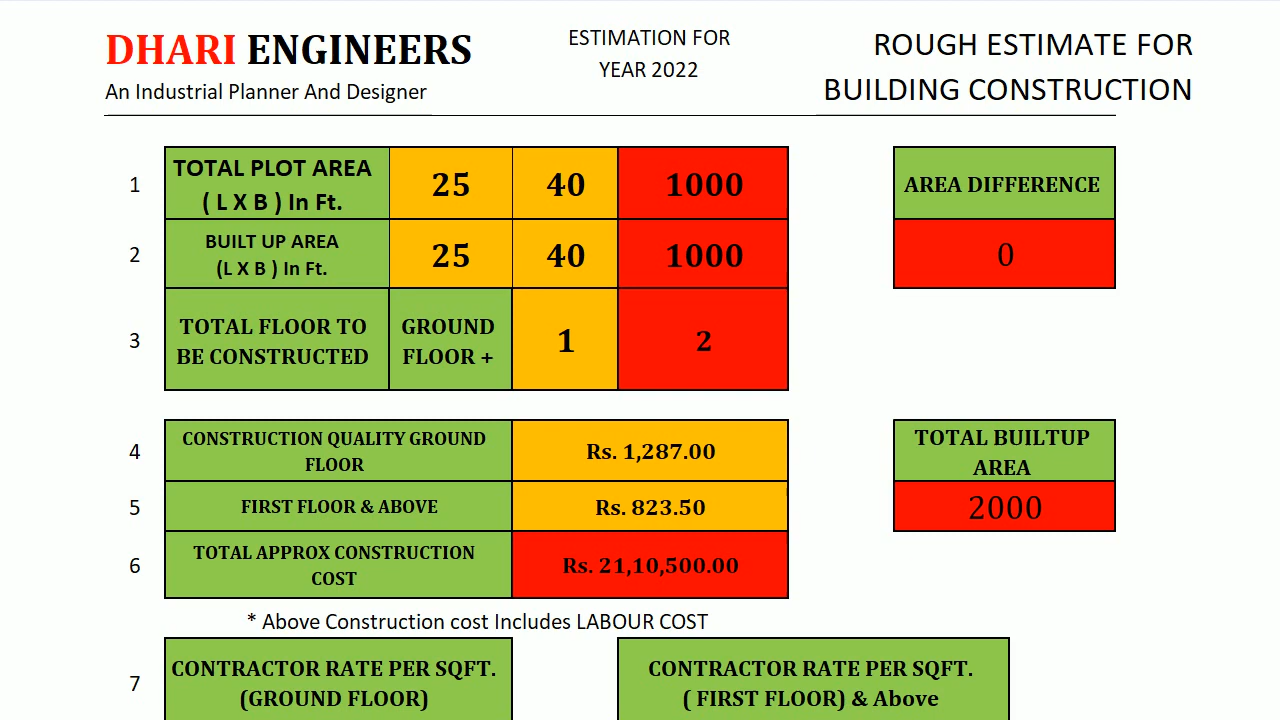 DHARI ENGINEERS
An Industrial Planner And Designer
ESTIMATION FOR
YEAR 2022
ROUGH ESTIMATE FOR
BUILDING CONSTRUCTION
1
TOTAL PLOT AREA
( L X B ) In Ft.
25
40
1000
AREA DIFFERENCE
2
BUILT UP AREA
(L X B ) In Ft.
25
40
1000
0
3
TOTAL FLOOR TO
BE CONSTRUCTED
GROUND
FLOOR +
1
2
4
CONSTRUCTION QUALITY GROUND
FLOOR
Rs. 1,287.00
TOTAL BUILTUP
AREA
5
FIRST FLOOR & ABOVE
Rs. 823.50
2000
6
TOTAL APPROX CONSTRUCTION
COST
Rs. 21,10,500.00
* Above Construction cost Includes LABOUR COST
7
CONTRACTOR RATE PER SQFT.
(GROUND FLOOR)
CONTRACTOR RATE PER SQFT.
( FIRST FLOOR) & Above